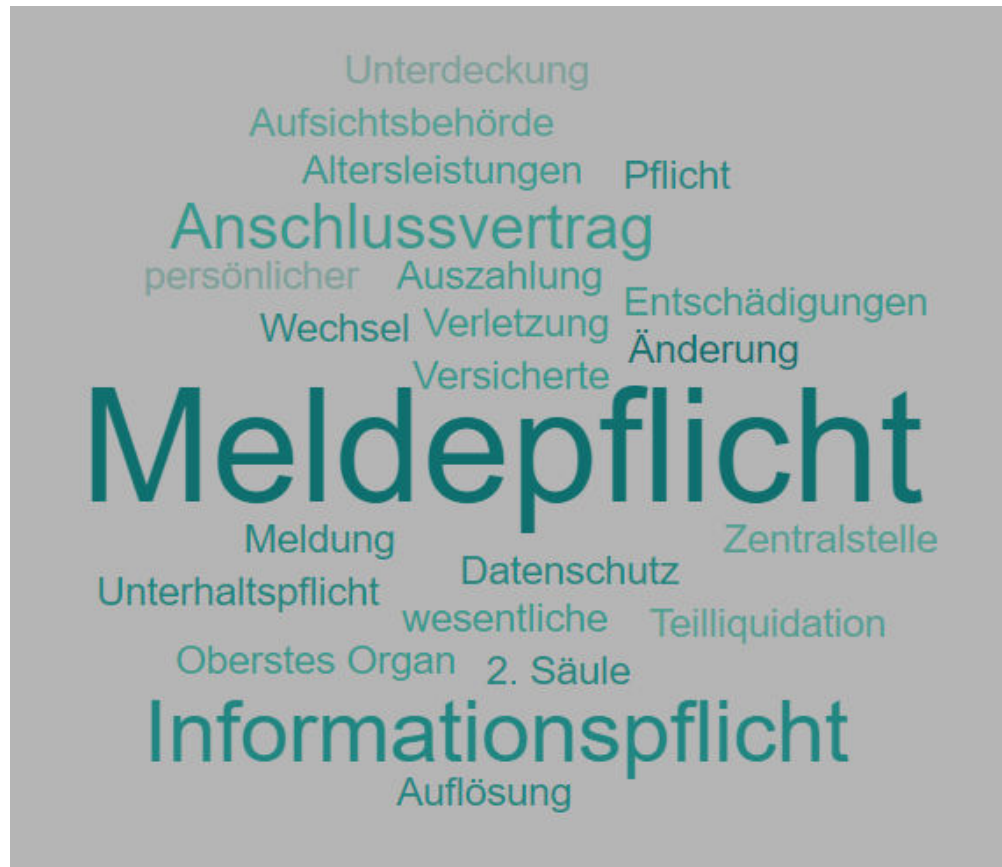 Unterdeckung
Aufsichtsbehörde
Altersleistungen
Pflicht
Anschlussvertrag
persönlicher
Auszahlung
Entschädigungen
Wechsel
Verletzung
Änderung
Versicherte
Meldepflicht
Meldung
Zentralstelle
Datenschutz
Unterhaltspflicht
wesentliche
Teilliquidation
Oberstes Organ
2. Säule
Informationspflicht
Auflösung